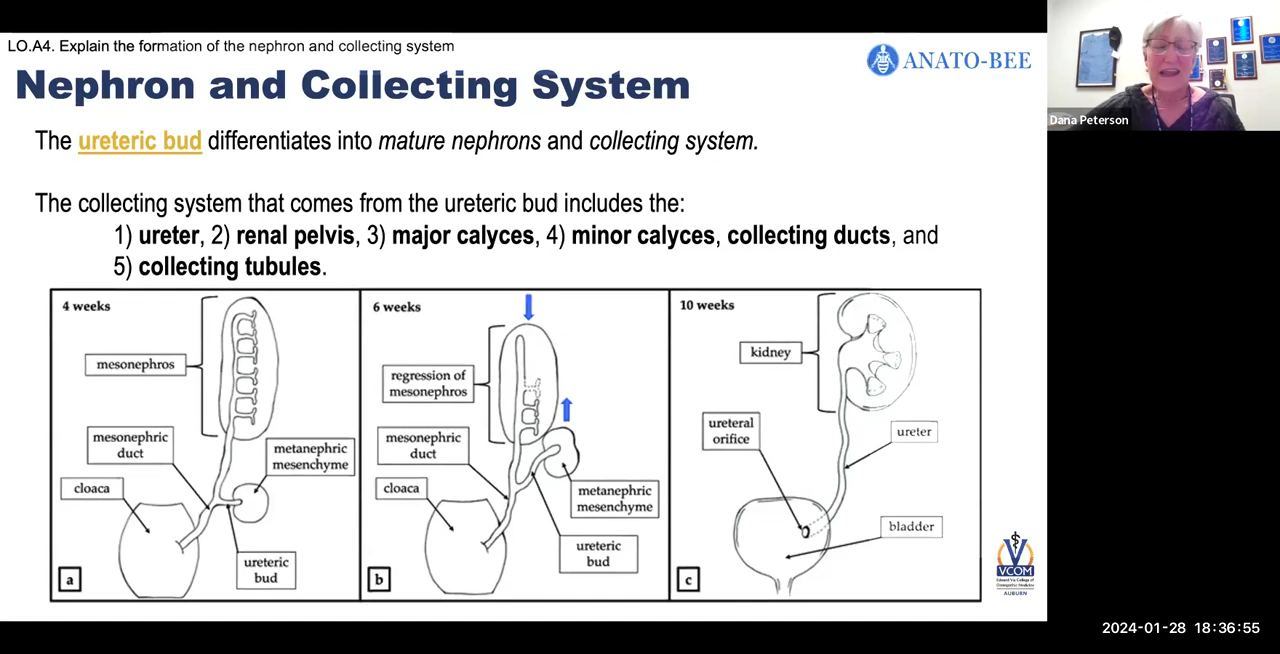 LO.A4. Explain the formation of the nephron and collecting system
Nephron and Collecting System
ANATO-BEE
Dana Peterson
The ureteric bud differentiates into mature nephrons and collecting system.
The collecting system that comes from the ureteric bud includes the:
1) ureter, 2) renal pelvis, 3) major calyces, 4) minor calyces, collecting ducts, and
5) collecting tubules.
4 weeks
mesonephros
mesonephric
duct
metanephric
mesenchyme
cloaca
ureteric
bud
a
6 weeks
regression of
mesonephros
mesonephric
duct
cloaca
metanephric
mesenchyme
ureteric
bud
b
10 weeks
kidney
ureteral
orifice
ureter
bladder
c
VCOM
Edward Via College of
Osteopathic Medicine
AUBURN
2024-01-28 18:36:55